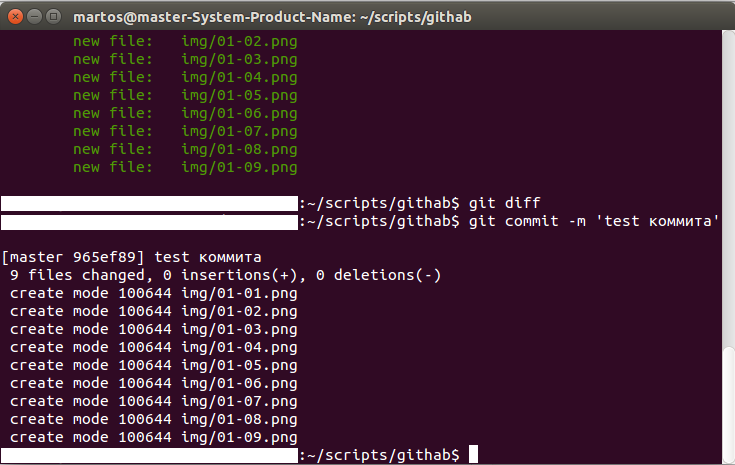 martos@master-System-Product-Name: ~/scripts/githab
new file:   img/01-02.png
new file:   img/01-03.png
new file:   img/01-04.png
new file:   img/01-05.png
new file:   img/01-06.png
new file:   img/01-07.png
new file:   img/01-08.png
new file:   img/01-09.png
:~/scripts/githab$ git diff
:~/scripts/githab$ git commit -m 'test коммита'
[master 965ef89] test коммита
9 files changed, 0 insertions(+), 0 deletions(-)
create mode 100644 img/01-01.png
create mode 100644 img/01-02.png
create mode 100644 img/01-03.png
create mode 100644 img/01-04.png
create mode 100644 img/01-05.png
create mode 100644 img/01-06.png
create mode 100644 img/01-07.png
create mode 100644 img/01-08.png
create mode 100644 img/01-09.png
:~/scripts/githab$